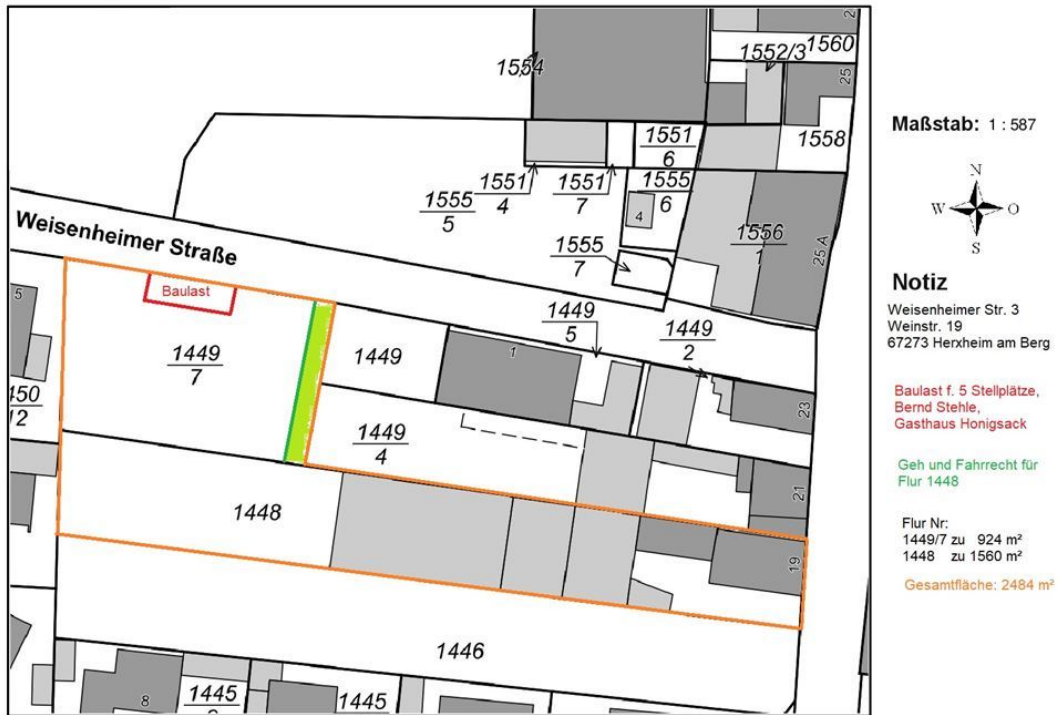 2
1552/3
1560
1554
25
1558
1551
6
1551
4
1551
7
1555
6
1555
5
4
1556
1
25 A
1555
7
Weisenheimer Straße
Baulast
5
1449
5
1449
2
1449
7
1449
1
23
450
12
1449
4
21
1448
19
1446
8
1445
1445
Maßstab: 1 : 587
N
W O
S
Notiz
Weisenheimer Str. 3
Weinstr. 19
67273 Herxheim am Berg
Baulast f. 5 Stellplätze,
Bernd Stehle,
Gasthaus Honigsack
Geh und Fahrrecht für
Flur 1448
Flur Nr:
1449/7 zu 924 m²
1448 zu 1560 m²
Gesamtfläche: 2484 m²